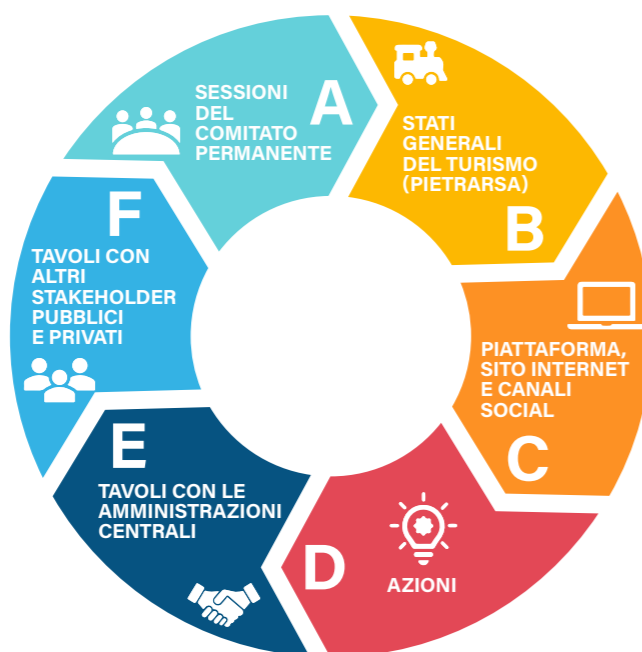 A
SESSIONI
DEL
COMITATO
PERMANENTE
STATI
GENERALI
DEL TURISMO
(PIETRARSA)
B
PIATTAFORMA,
SITO INTERNET
E CANALI
SOCIAL
C
D
AZIONI
E
TAVOLI CON LE
AMMINISTRAZIONI
CENTRALI
F
TAVOLI CON
ALTRI
STAKEHOLDER
PUBBLICI
E PRIVATI